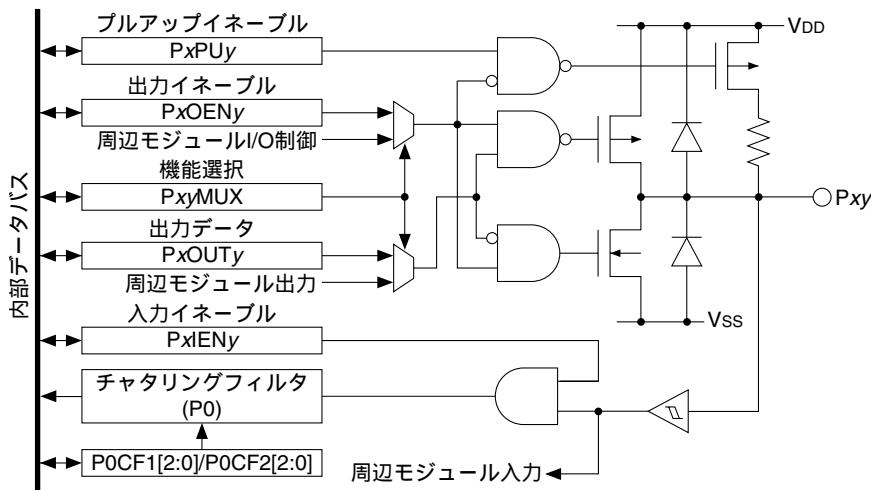 プルアップイネーブル
PxPUy
出力イネーブル
PxOENy
周辺モジュールI/O制御
機能選択
PxyMUX
出力データ
PxOUTy
周辺モジュール出力
入力イネーブル
PxIENy
チャタリングフィルタ
(P0)
P0CF1[2:0]/P0CF2[2:0]
周辺モジュール入力
内部データバス
VDD
Pxy
VSS